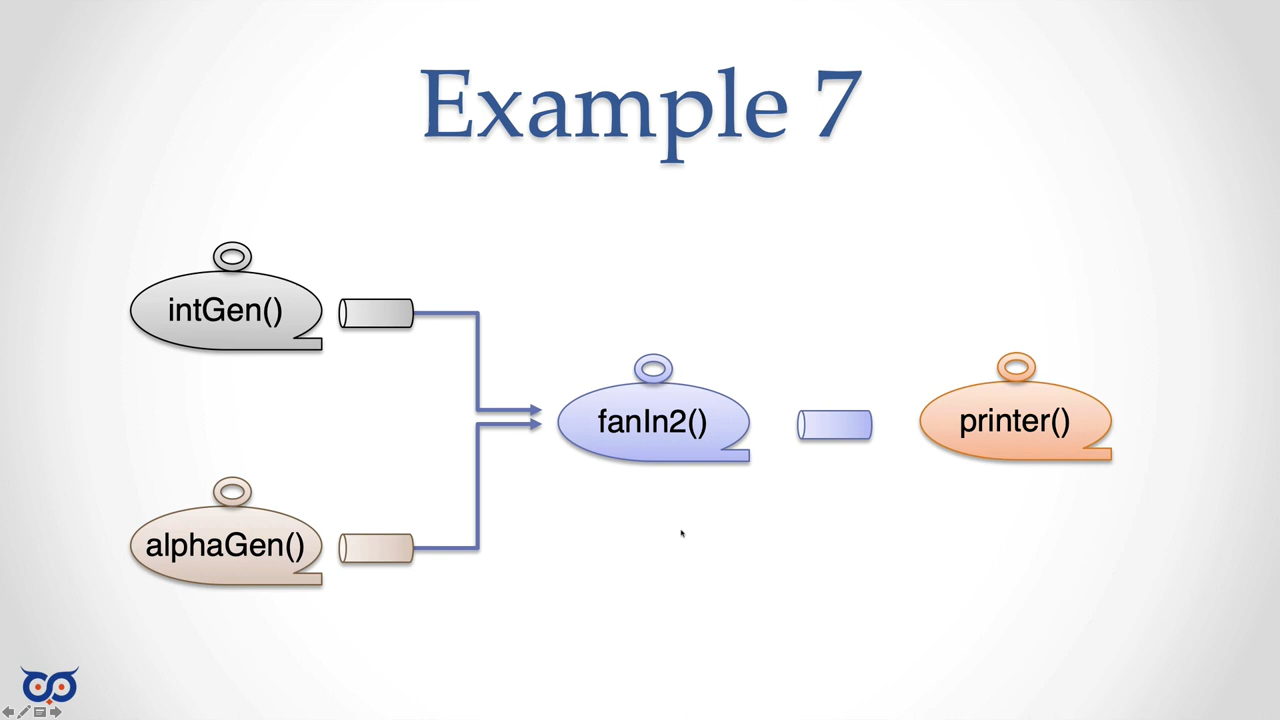 Example 7
intGen()
fanIn2()
printer()
alphaGen()